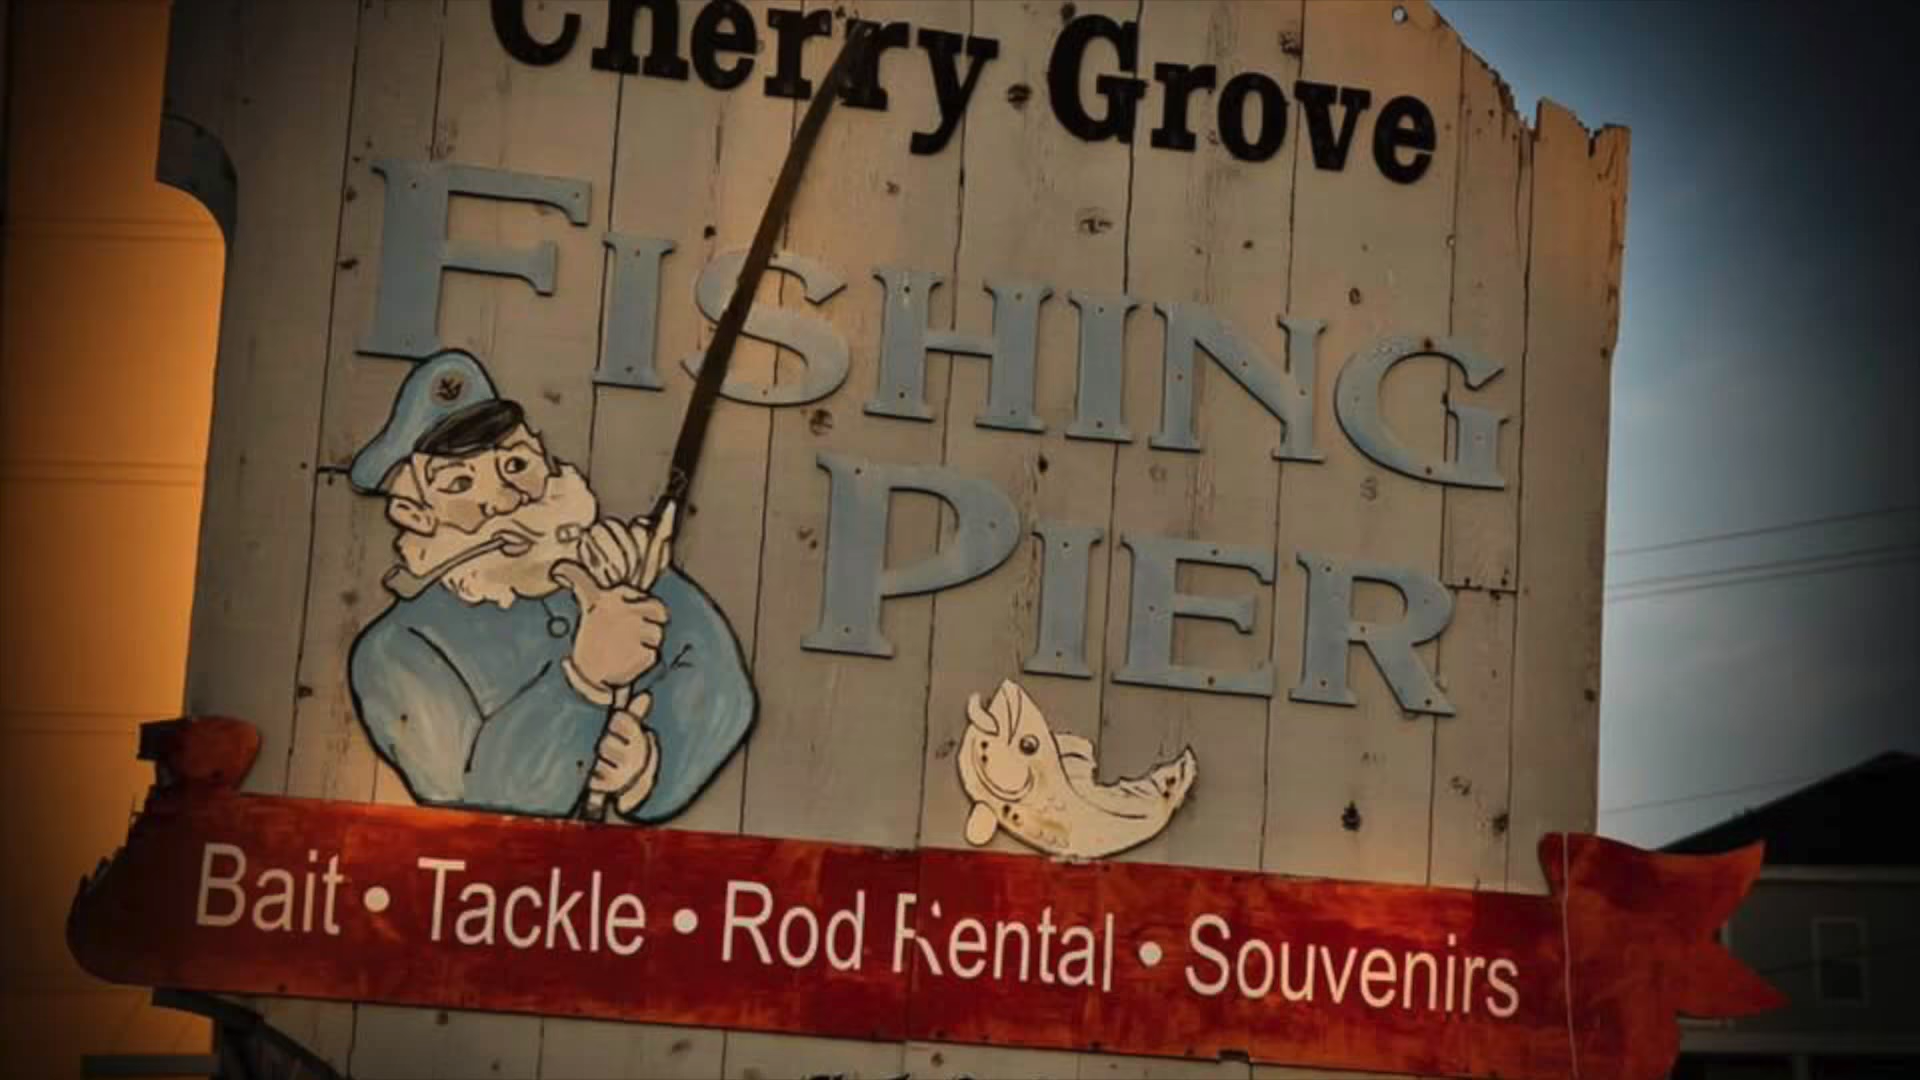 Cherry Grove
FISHING
PIER
Bait • Tackle • Rod Rental • Souvenirs